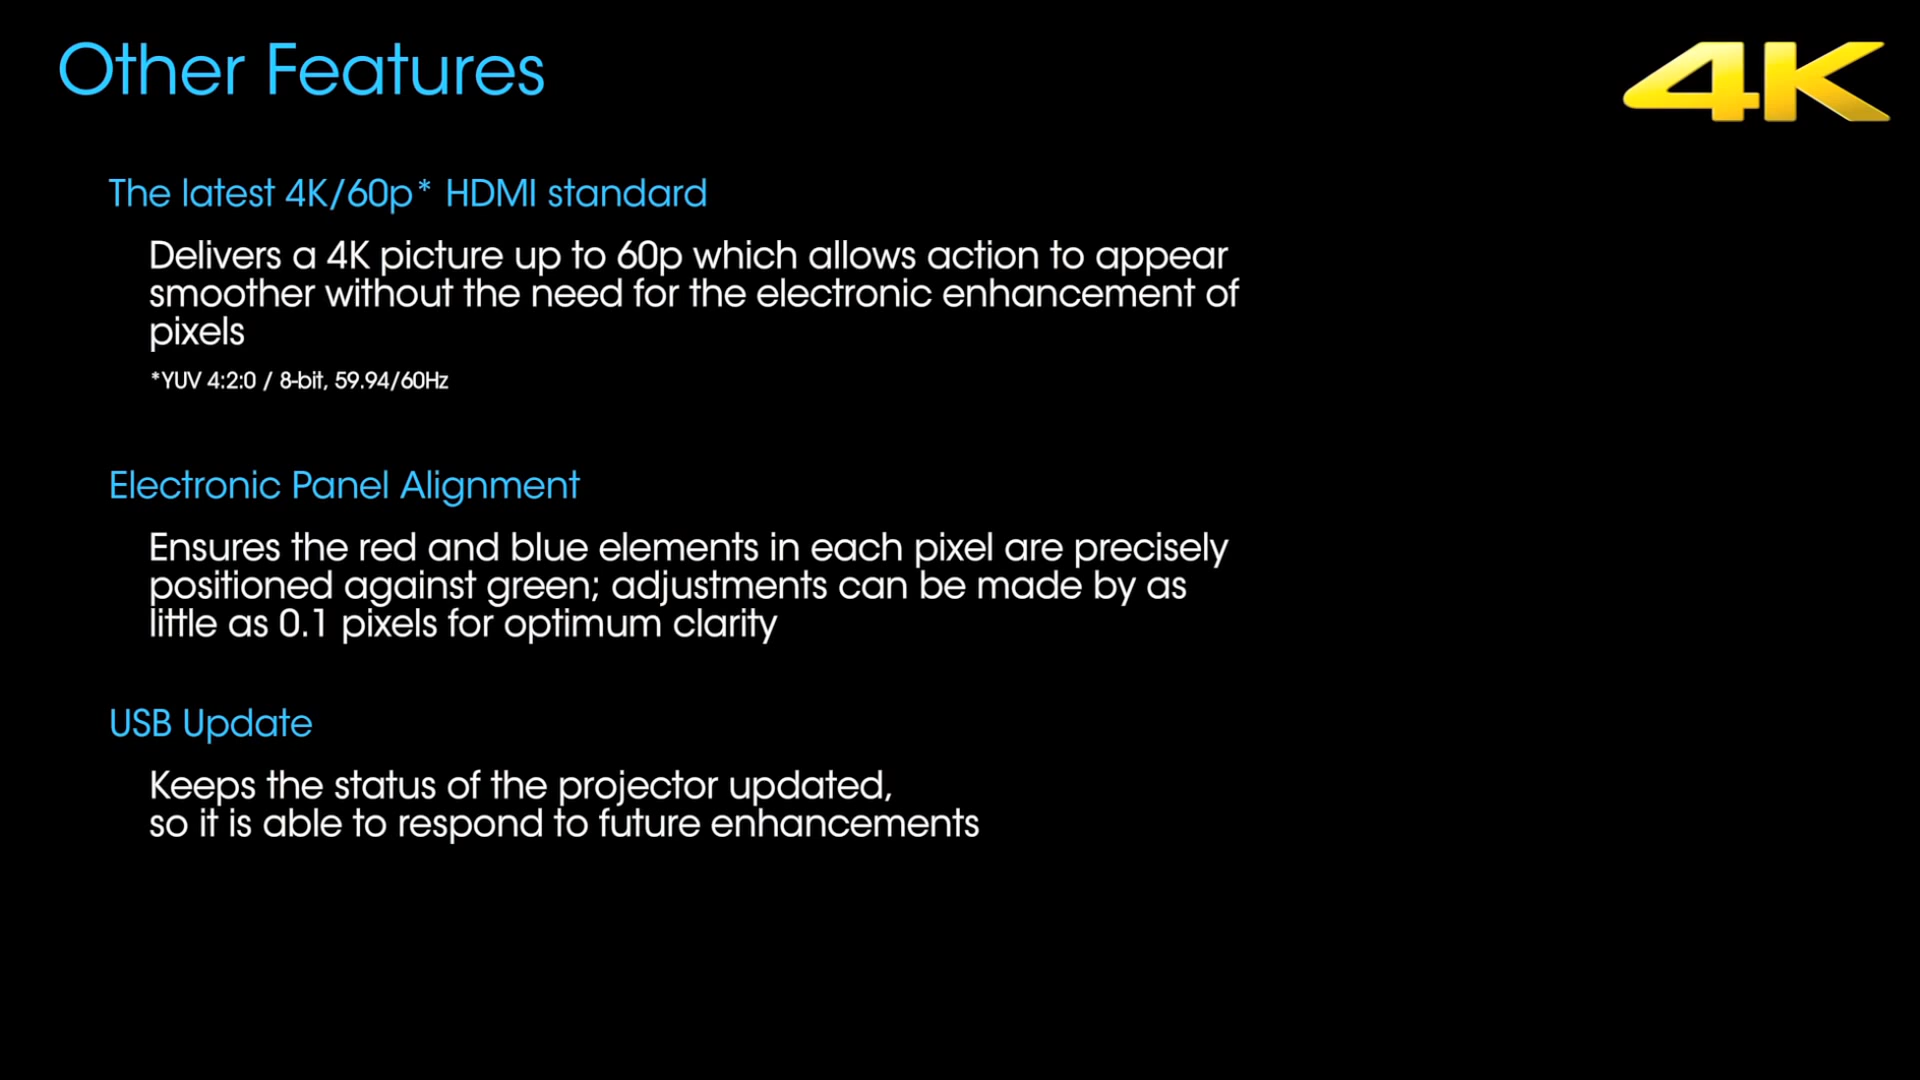 Other Features
4K
The latest 4K/60p* HDMI standard
Delivers a 4K picture up to 60p which allows action to appear
smoother without the need for the electronic enhancement of
pixels
*YUV 4:2:0 / 8-bit, 59.94/60Hz
Electronic Panel Alignment
Ensures the red and blue elements in each pixel are precisely
positioned against green; adjustments can be made by as
little as 0.1 pixels for optimum clarity
USB Update
Keeps the status of the projector updated,
so it is able to respond to future enhancements